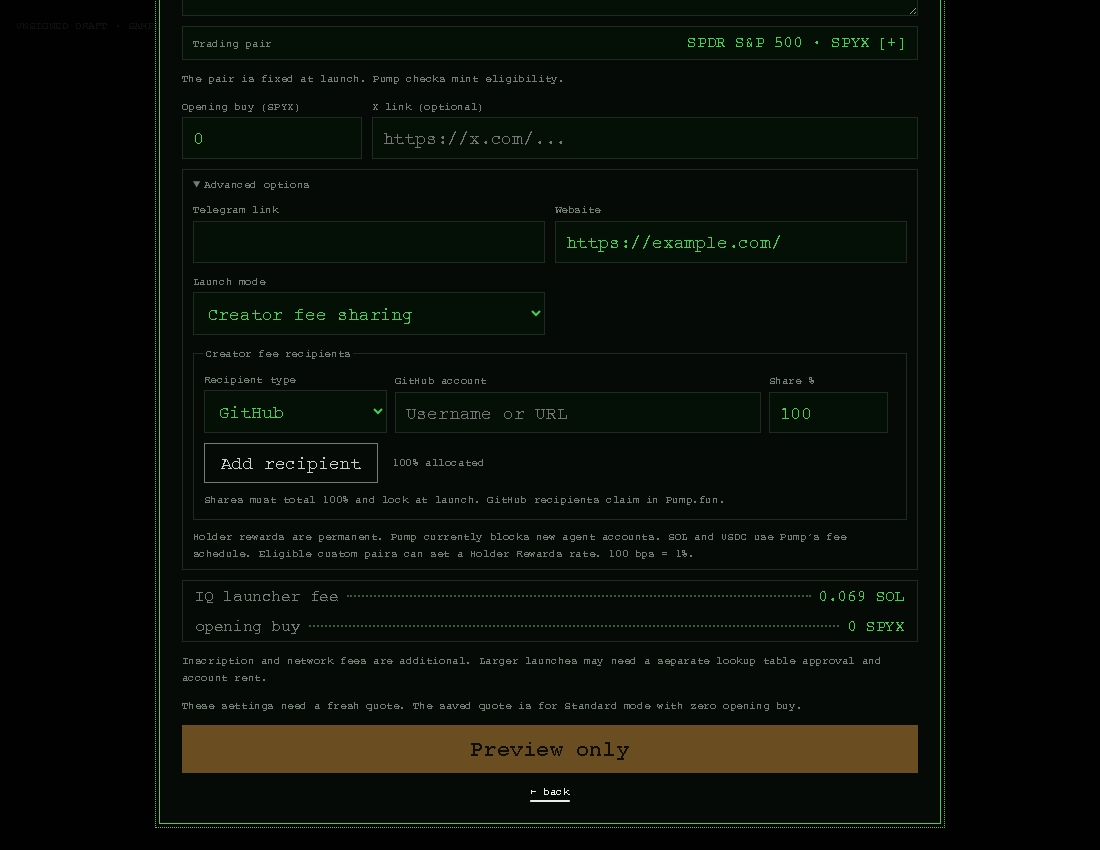 UNSIGNED DRAFT • 
Trading pair
SPDR S&P 500 · SPYX [+]
The pair is fixed at launch. Pump checks mint eligibility.
Opening buy (SPYX)
X link (optional)
0
https://x.com/...
▼ Advanced options
Telegram link
Website
https://example.com/
Launch mode
Creator fee sharing
Creator fee recipients
Recipient type
GitHub account
Share %
GitHub
Username or URL
100
Add recipient
100% allocated
Shares must total 100% and lock at launch. GitHub recipients claim in Pump.fun.
Holder rewards are permanent. Pump currently blocks new agent accounts. SOL and USDC use Pump's fee
schedule. Eligible custom pairs can set a Holder Rewards rate. 100 bps = 1%.
IQ launcher fee 0.069 SOL
opening buy 0 SPYX
Inscription and network fees are additional. Larger launches may need a separate lookup table approval and
account rent.
These settings need a fresh quote. The saved quote is for Standard mode with zero opening buy.
Preview only
← back